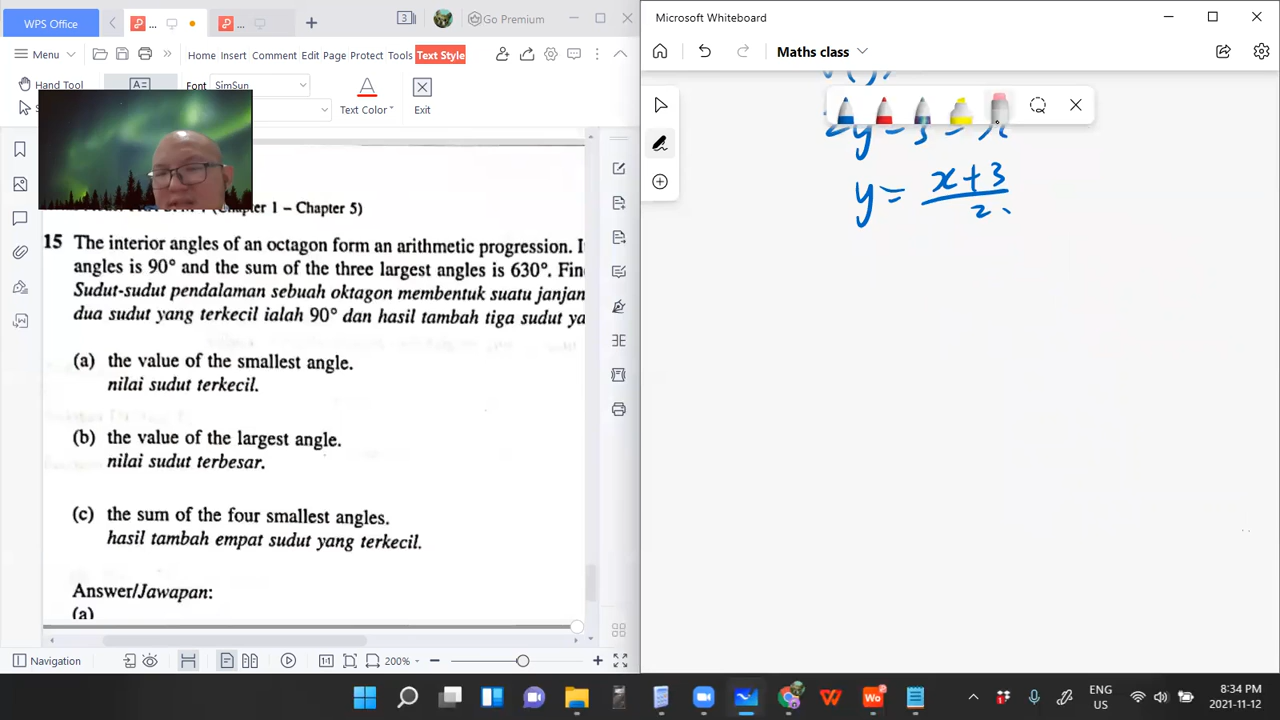 WPS Office
...
...
3
Go Premium
Microsoft Whiteboard
Menu
Home Insert Comment Edit Page Protect Tools Text Style
Maths class
Hand Tool
Font SimSun
Text Color
Exit
(Chapter 1 – Chapter 5)
15 The interior angles of an octagon form an arithmetic progression. I
angles is 90° and the sum of the three largest angles is 630°. Fin
Sudut-sudut pendalaman sebuah oktagon membentuk suatu janjan
dua sudut yang terkecil ialah 90° dan hasil tambah tiga sudut ya
(a) the value of the smallest angle.
nilai sudut terkecil.
(b) the value of the largest angle.
nilai sudut terbesar.
(c) the sum of the four smallest angles.
hasil tambah empat sudut yang terkecil.
Answer/Jawapan:
(a)
2y - 3 = x
y = x+3
2
Navigation
1:1
200%
ENG
US
8:34 PM
2021-11-12